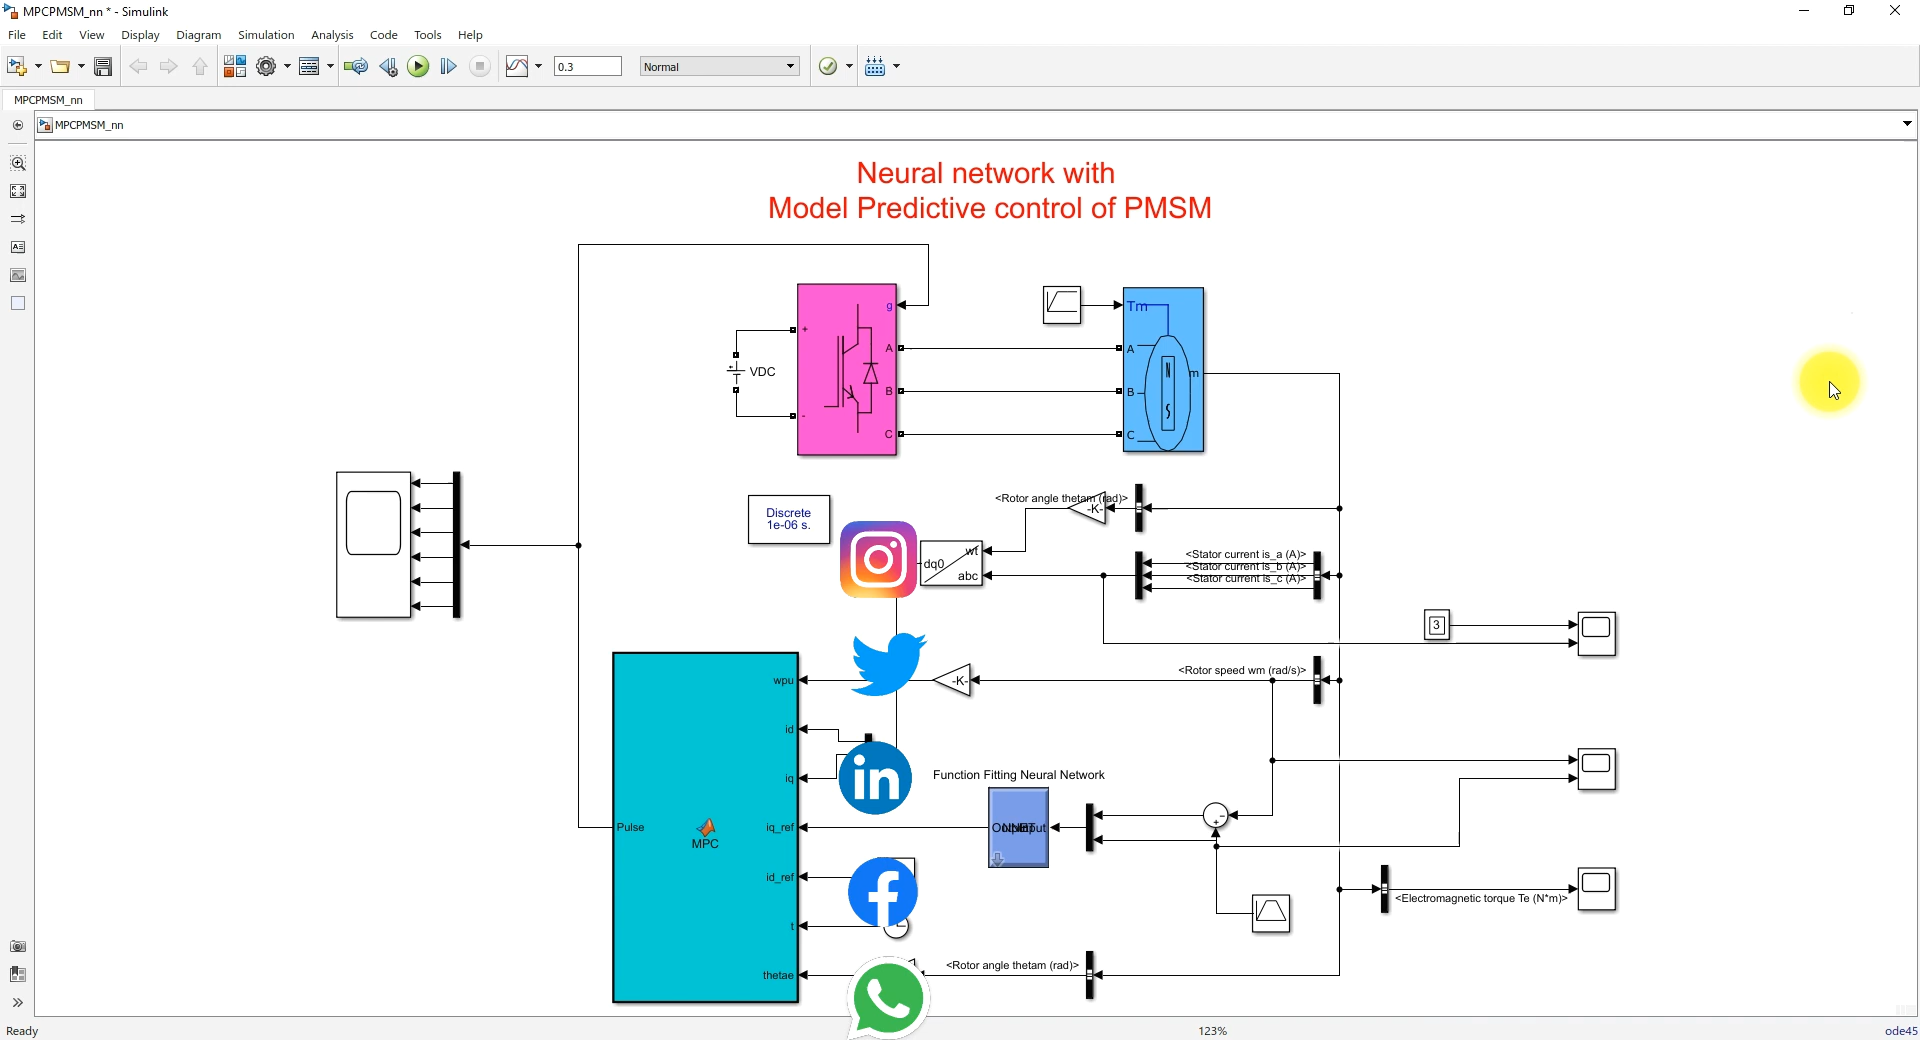 MPCPMSM_nn * - Simulink
File Edit View Display Diagram Simulation Analysis Code Tools Help
0.3
Normal
MPCPMSM_nn
MPCPMSM_nn
Neural network with
Model Predictive control of PMSM
g
Tm
+
A
A
VDC
m
N
B
B
-
S
C
C
<Rotor angle thetam (rad)>
-K-
Discrete
1e-06 s.
wt
dq0
abc
<Stator current is_a (A)>
<Stator current is_b (A)>
<Stator current is_c (A)>
3
<Rotor speed wm (rad/s)>
wpu
-K-
id
in
iq
Function Fitting Neural Network
Pulse
MPC
iq_ref
id_ref
<Electromagnetic torque Te (N*m)>
t
<Rotor angle thetam (rad)>
thetae
Ready
123%
ode45